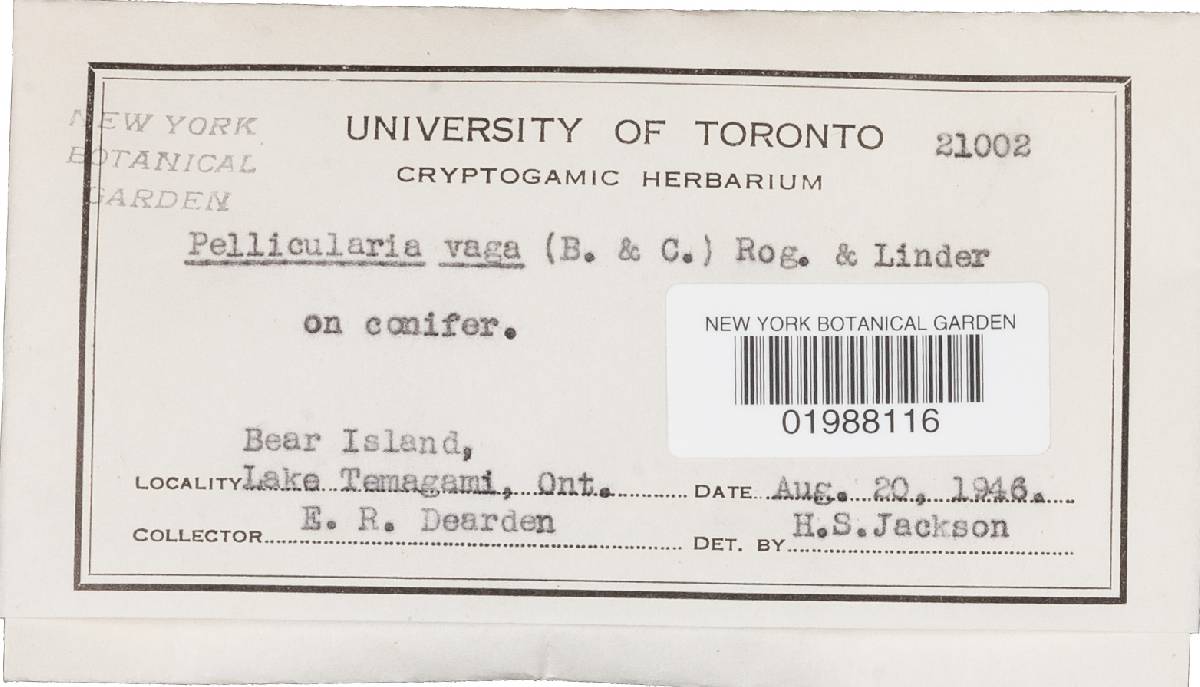 NEW YORK
BOTANICAL
GARDEN
UNIVERSITY OF TORONTO 21002
CRYPTOGAMIC HERBARIUM
Pellicularia vaga (B. & C.) Rog. & Linder
on conifer.
NEW YORK BOTANICAL GARDEN
01988116
Bear Island,
LOCALITY Lake Temagami, Ont. DATE Aug. 20, 1946.
COLLECTOR E. R. Dearden DET. BY H.S.Jackson